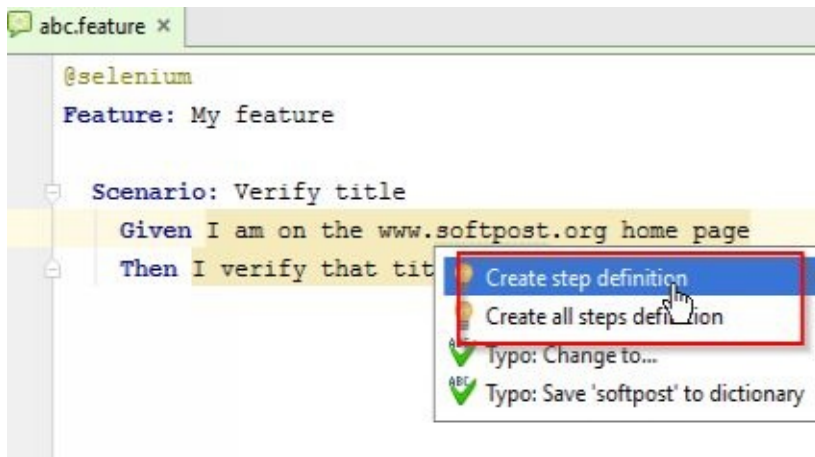 abc.feature ×
@selenium
Feature: My feature
Scenario: Verify title
Given I am on the www.softpost.org home page
Then I verify that tit
Create step definition
Create all steps definition
Typo: Change to...
Typo: Save 'softpost' to dictionary